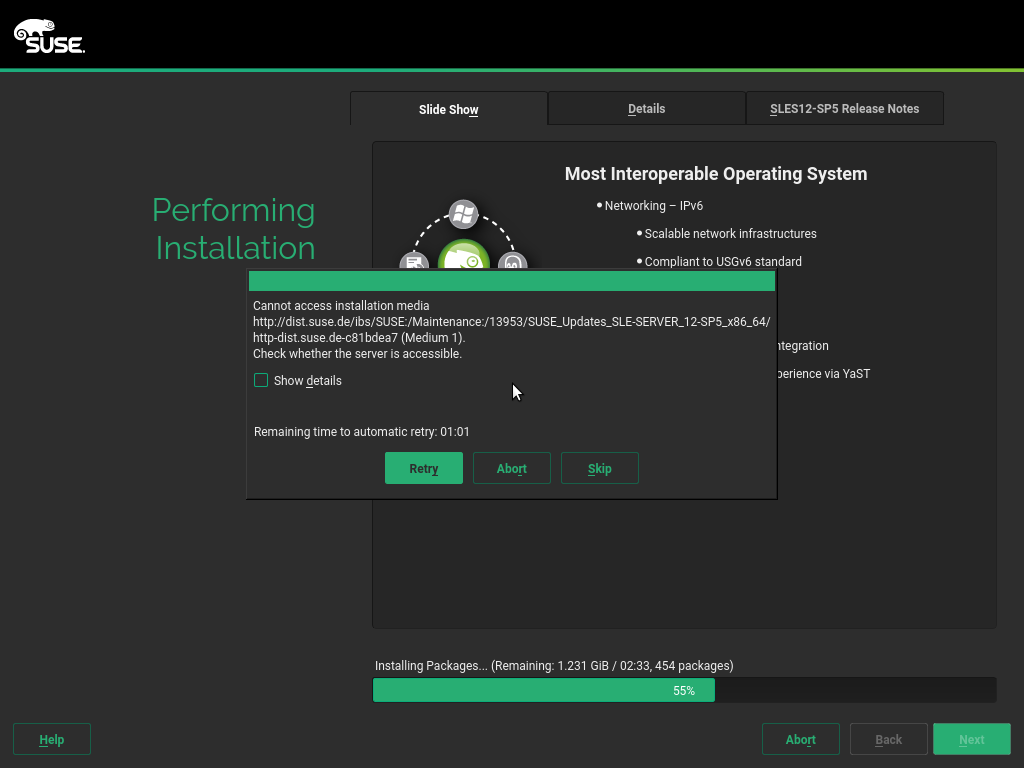 SUSE
Slide Show
Details
SLES12-SP5 Release Notes
Performing
Installation
Most Interoperable Operating System
• Networking – IPv6
• Scalable network infrastructures
• Compliant to USGv6 standard
ntegration
perience via YaST
Cannot access installation media
http://dist.suse.de/ibs/SUSE:/Maintenance:/13953/SUSE_Updates_SLE-SERVER_12-SP5_x86_64/
http-dist.suse.de-c81bdea7 (Medium 1).
Check whether the server is accessible.
Show details
Remaining time to automatic retry: 01:01
Retry
Abort
Skip
Installing Packages... (Remaining: 1.231 GiB / 02:33, 454 packages)
55%
Help
Abort
Back
Next